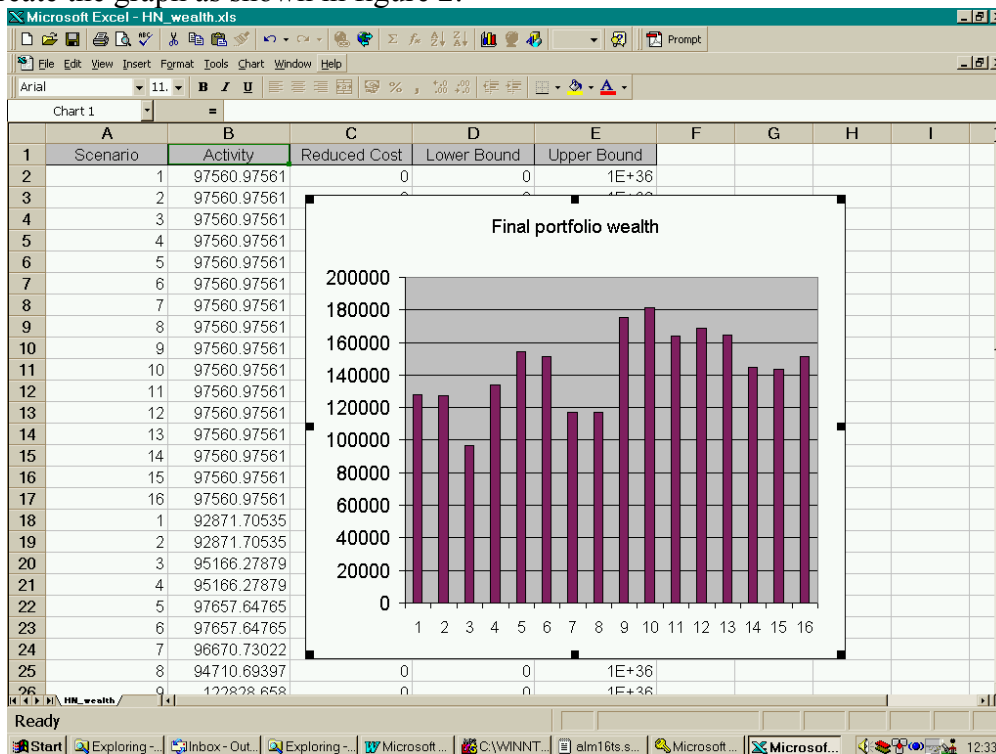 create the graph as shown in figure 2.
Microsoft Excel - HN_wealth.xls
Prompt
File Edit View Insert Format Tools Chart Window Help
Arial 11. B I U % ,
Chart 1 =
A B C D E F G H I
1 Scenario Activity Reduced Cost Lower Bound Upper Bound
2 1 97560.97561 0 0 1E+36
3 2 97560.97561
4 3 97560.97561
5 4 97560.97561
6 5 97560.97561
7 6 97560.97561
8 7 97560.97561
9 8 97560.97561
10 9 97560.97561
11 10 97560.97561
12 11 97560.97561
13 12 97560.97561
14 13 97560.97561
15 14 97560.97561
16 15 97560.97561
17 16 97560.97561
18 1 92871.70535
19 2 92871.70535
20 3 95166.27879
21 4 95166.27879
22 5 97657.64765
23 6 97657.64765
24 7 96670.73022
25 8 94710.69397 0 0 1E+36
26 9 122828.658 0 0 1E+36
Final portfolio wealth
200000
180000
160000
140000
120000
100000
80000
60000
40000
20000
0
1 2 3 4 5 6 7 8 9 10 11 12 13 14 15 16
HN_wealth
Ready
Start Exploring -... Inbox - Out... Exploring -... Microsoft ... C:\WINNT... alm16ts.s... Microsoft ... Microsof... 12:33